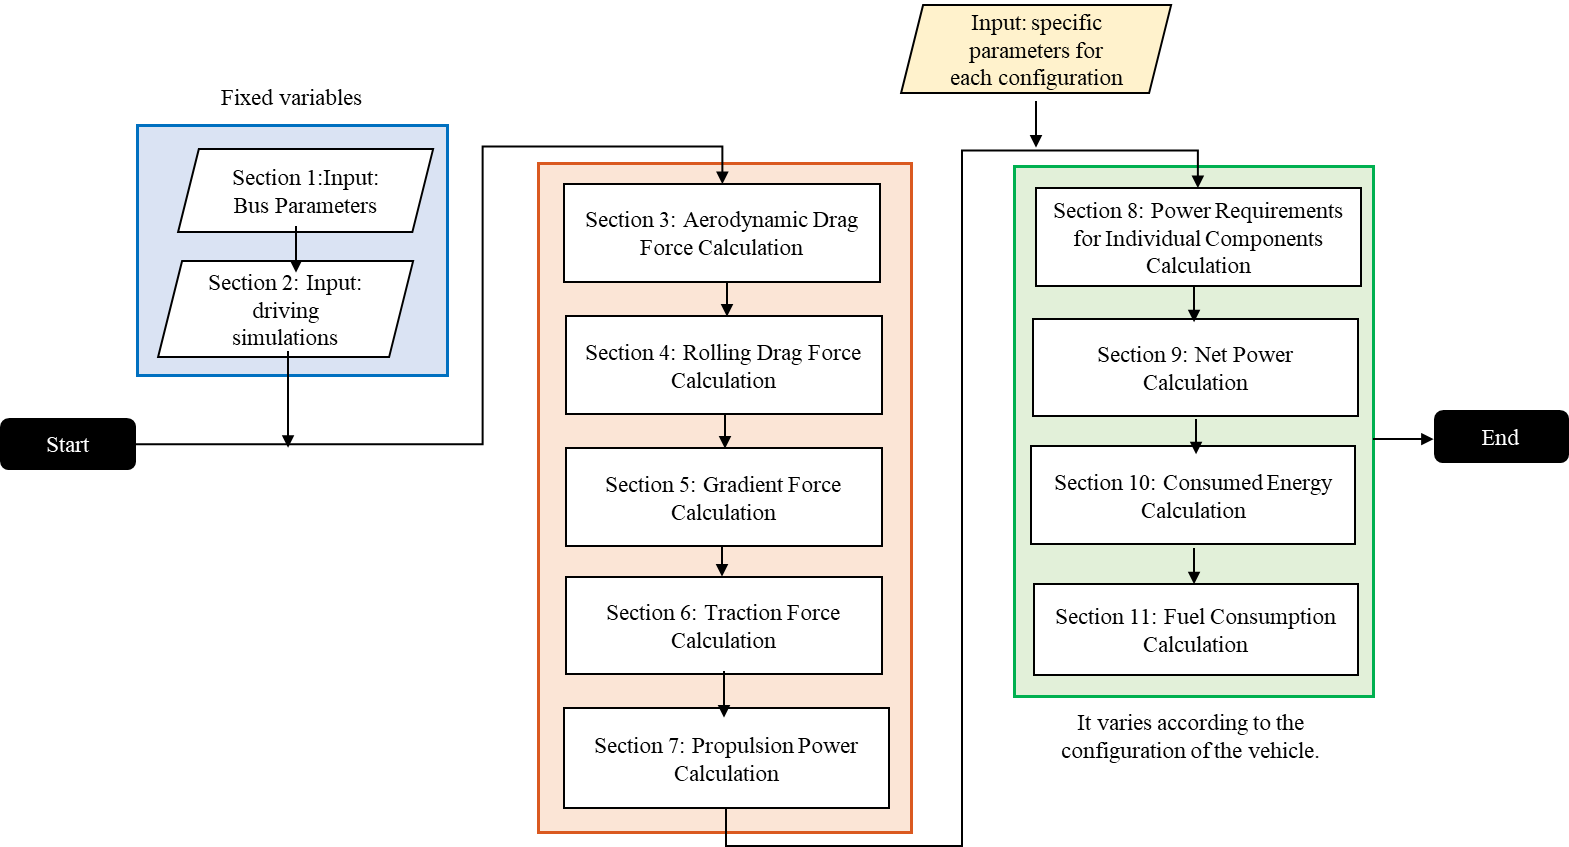 Input: specific
parameters for
each configuration
Fixed variables
Section 1:Input:
Bus Parameters
Section 2: Input:
driving
simulations
Start
Section 3: Aerodynamic Drag
Force Calculation
Section 4: Rolling Drag Force
Calculation
Section 5: Gradient Force
Calculation
Section 6: Traction Force
Calculation
Section 7: Propulsion Power
Calculation
Section 8: Power Requirements
for Individual Components
Calculation
Section 9: Net Power
Calculation
Section 10: Consumed Energy
Calculation
Section 11: Fuel Consumption
Calculation
It varies according to the
configuration of the vehicle.
End